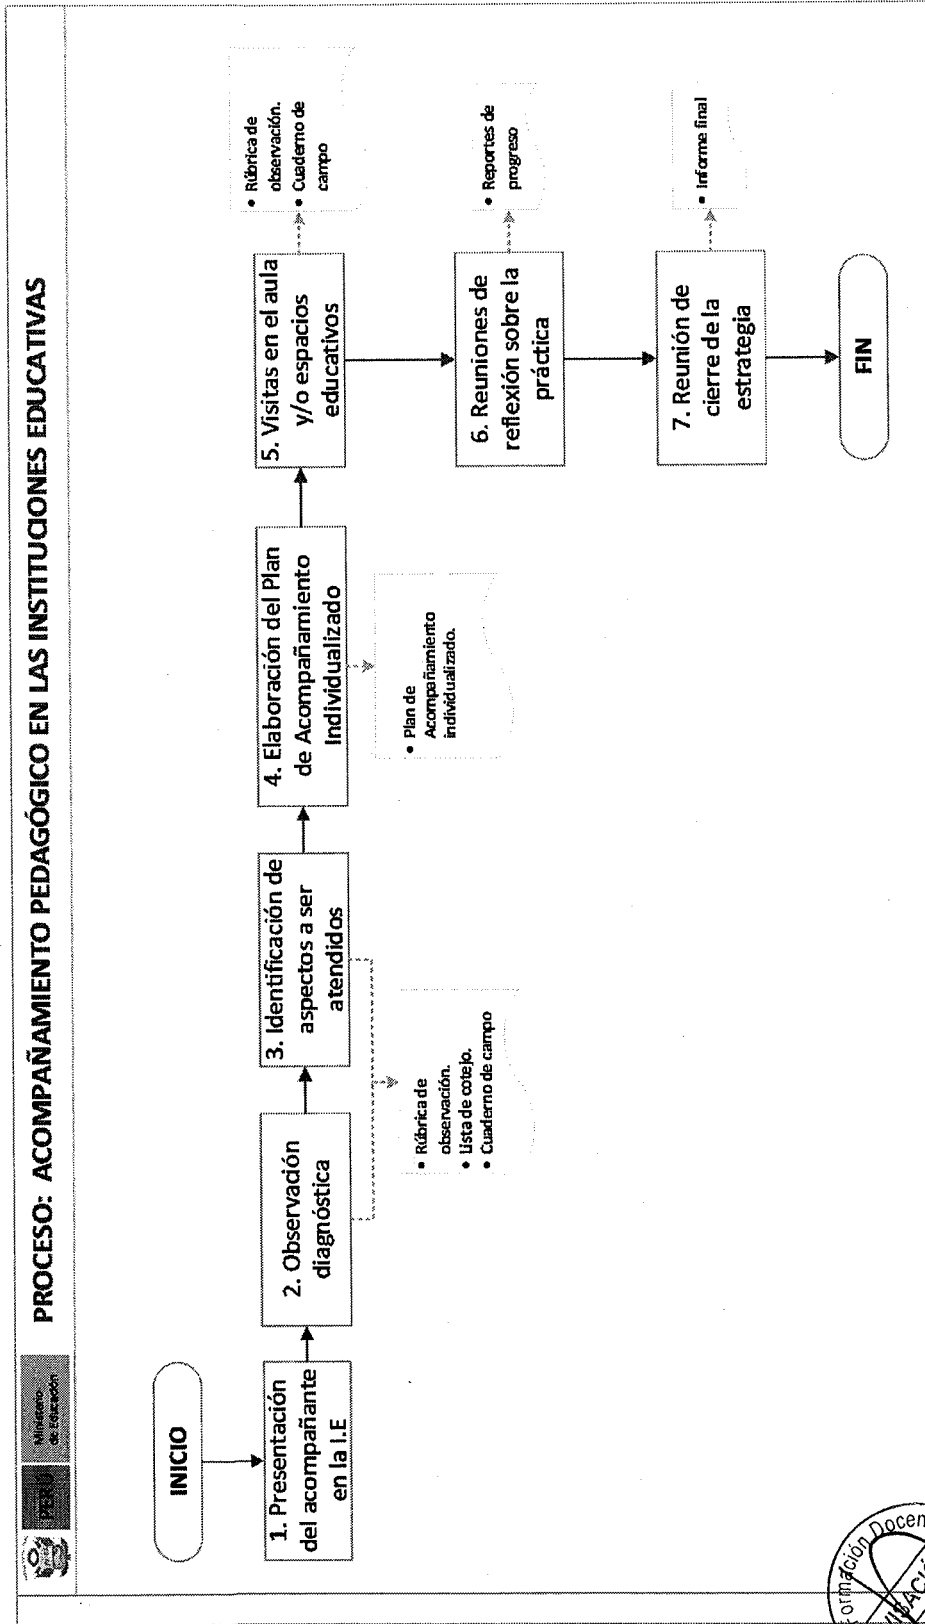 PERÚ
Ministerio
de Educación
PROCESO: ACOMPAÑAMIENTO PEDAGÓGICO EN LAS INSTITUCIONES EDUCATIVAS
INICIO
1. Presentación
del acompañante
en la I.E
2. Observación
diagnóstica
3. Identificación de
aspectos a ser
atendidos
• Rúbrica de
observación.
• Lista de cotejo.
• Cuaderno de campo
4. Elaboración del Plan
de Acompañamiento
Individualizado
• Plan de
Acompañamiento
individualizado.
5. Visitas en el aula
y/o espacios
educativos
• Rúbrica de
observación.
• Cuaderno de
campo
6. Reuniones de
reflexión sobre la
práctica
• Reportes de
progreso
7. Reunión de
cierre de la
estrategia
• Informe final
FIN